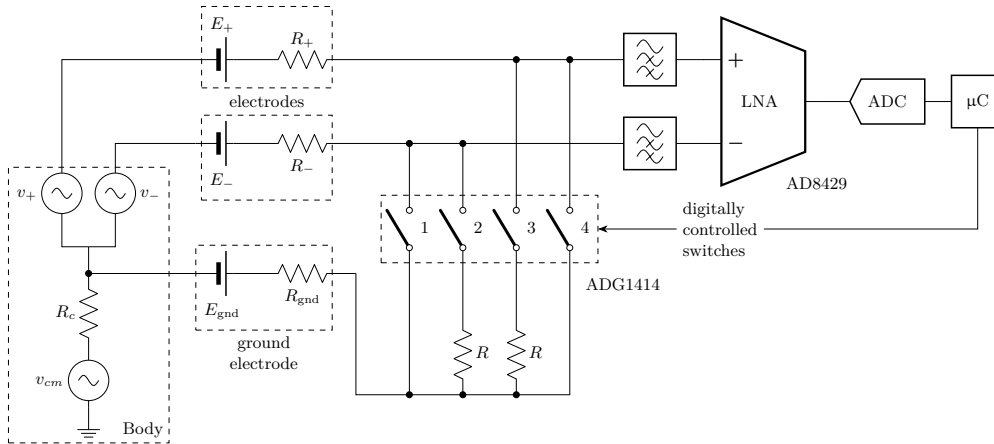 E+
R+
electrodes
LNA
+
−
ADC
μC
AD8429
E−
R−
v+
v−
1
2
3
4
digitally
controlled
switches
ADG1414
Egnd
Rgnd
ground
electrode
Rc
R
R
vcm
Body